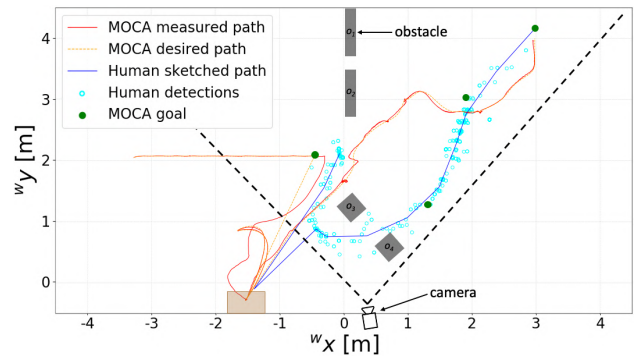 MOCA measured path
MOCA desired path
Human sketched path
Human detections
MOCA goal
o₁
obstacle
o₂
o₃
o₄
camera
4
3
2
1
0
ʷy [m]
-4
-3
-2
-1
0
1
2
3
4
ʷx [m]